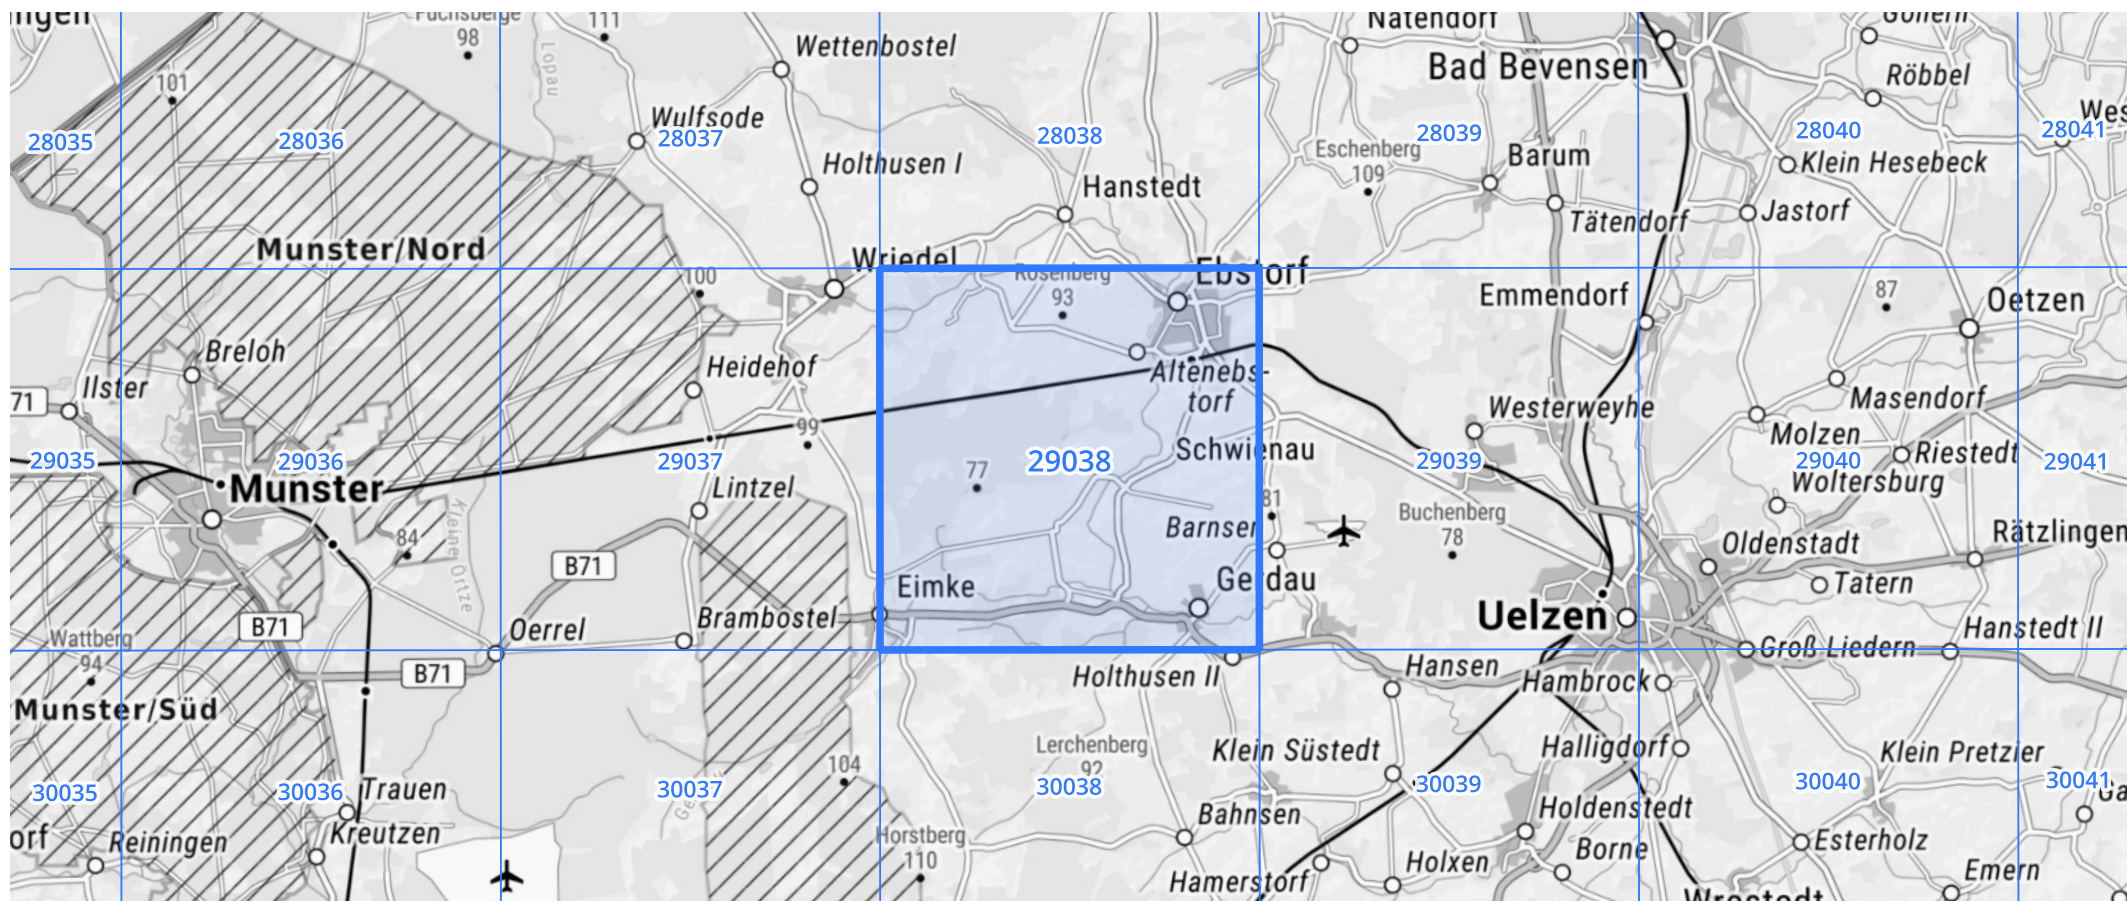 Fuchsberge
98
111
Wettenbostel
Natendorf
Bad Bevensen
Göhern
Röbbel
101
Lopau
Wulfsode
28035
28036
28037
28038
28039
28040
28041
Holthusen I
Eschenberg
109
Barum
Klein Hesebeck
Hanstedt
Tätendorf
Jastorf
Munster/Nord
Wriedel
100
Rosenberg
93
Ebstorf
Emmendorf
87
Oetzen
Breloh
Ilster
71
Heidehof
Altenebs-
torf
Westerweyhe
Masendorf
99
Molzen
Schwienau
Riestedt
29035
29036
29037
29038
29039
29040
29041
Munster
Lintzel
77
81
Woltersburg
Buchenberg
78
Barnsen
84
Kleine Örtze
B71
Oldenstadt
Rätzlingen
Eimke
Gerdau
Tatern
Wattberg
94
B71
Oerrel
Brambostel
Uelzen
Hanstedt II
Groß Liedern
B71
Holthusen II
Hansen
Hambrock
Munster/Süd
Lerchenberg
92
Klein Süstedt
Halligdorf
Klein Pretzier
104
30035
30036
30037
30038
30039
30040
30041
Trauen
Kreutzen
Reiningen
Horstberg
110
Bahnsen
Holdenstedt
Esterholz
Holxen
Borne
Hamerstorf
Emern
Wrestedt